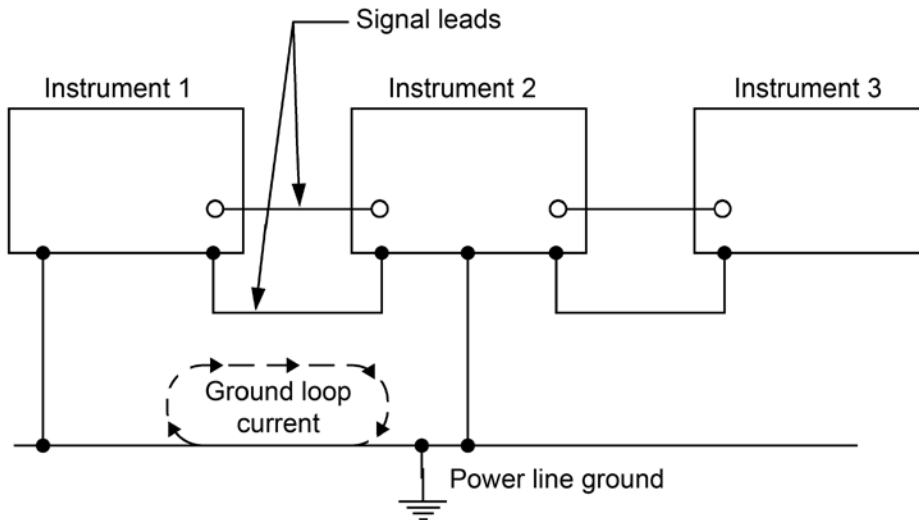 Signal leads
Instrument 1
Instrument 2
Instrument 3
Ground loop
current
Power line ground